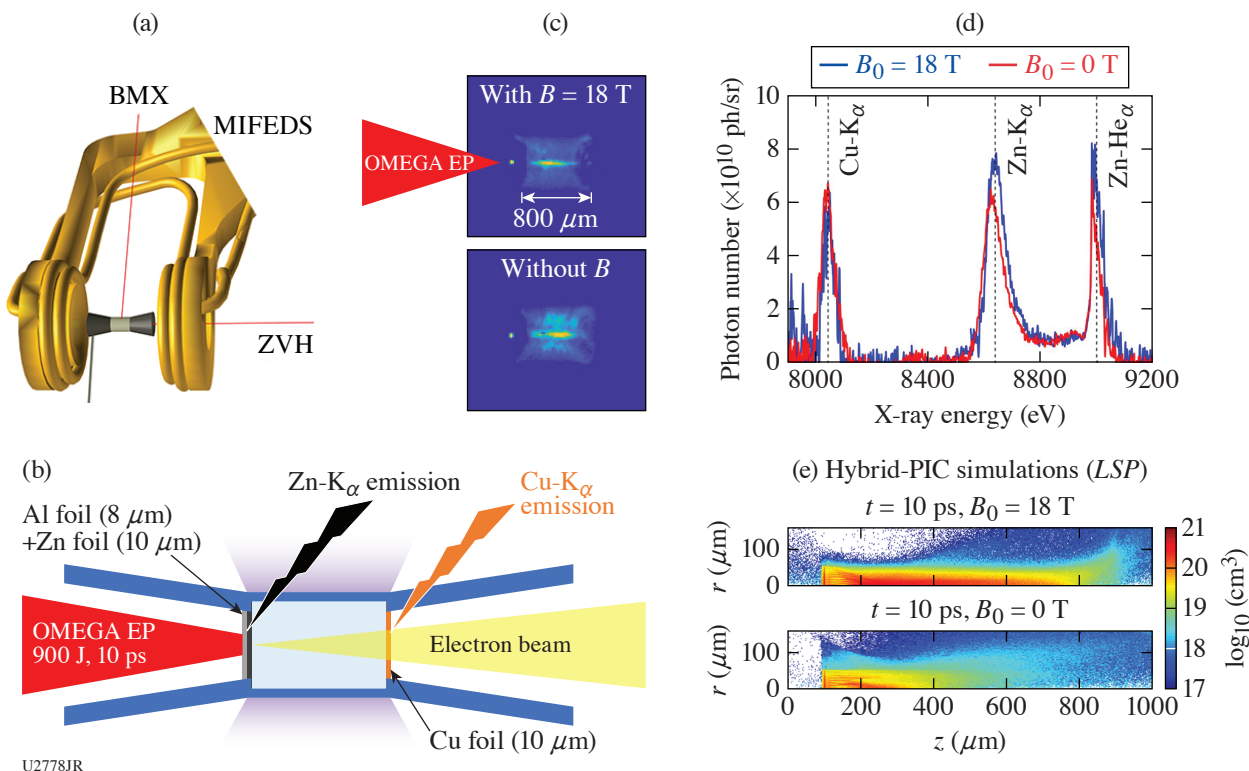 (a)
BMX
MIFEDS
ZVH
(c)
With B = 18 T
OMEGA EP
800 μm
Without B
(d)
B₀ = 18 T
B₀ = 0 T
Photon number (×10¹⁰ ph/sr)
10
8
6
4
2
0
Cu-Kα
Zn-Kα
Zn-Heα
8000
8400
8800
9200
X-ray energy (eV)
(b)
Zn-Kα emission
Cu-Kα
emission
Al foil (8 μm)
+Zn foil (10 μm)
OMEGA EP
900 J, 10 ps
Electron beam
Cu foil (10 μm)
U2778JR
(e) Hybrid-PIC simulations (LSP)
t = 10 ps, B₀ = 18 T
r (μm)
100
0
t = 10 ps, B₀ = 0 T
r (μm)
100
0
0
200
400
600
800
1000
z (μm)
21
20
19
18
17
log₁₀ (cm⁻³)